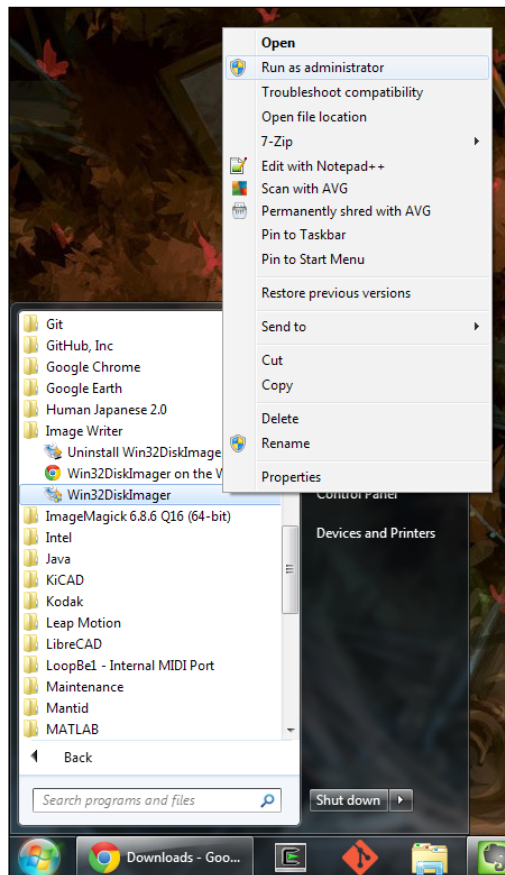 Open
Run as administrator
Troubleshoot compatibility
Open file location
7-Zip
Edit with Notepad++
Scan with AVG
Permanently shred with AVG
Pin to Taskbar
Pin to Start Menu
Restore previous versions
Send to
Cut
Copy
Delete
Rename
Properties
Git
GitHub, Inc
Google Chrome
Google Earth
Human Japanese 2.0
Image Writer
Uninstall Win32DiskImage
Win32DiskImager on the W
Win32DiskImager
ImageMagick 6.8.6 Q16 (64-bit)
Intel
Java
KiCAD
Kodak
Leap Motion
LibreCAD
LoopBe1 - Internal MIDI Port
Maintenance
Mantid
MATLAB
Back
Search programs and files
Control Panel
Devices and Printers
Shut down
Downloads - Goo...